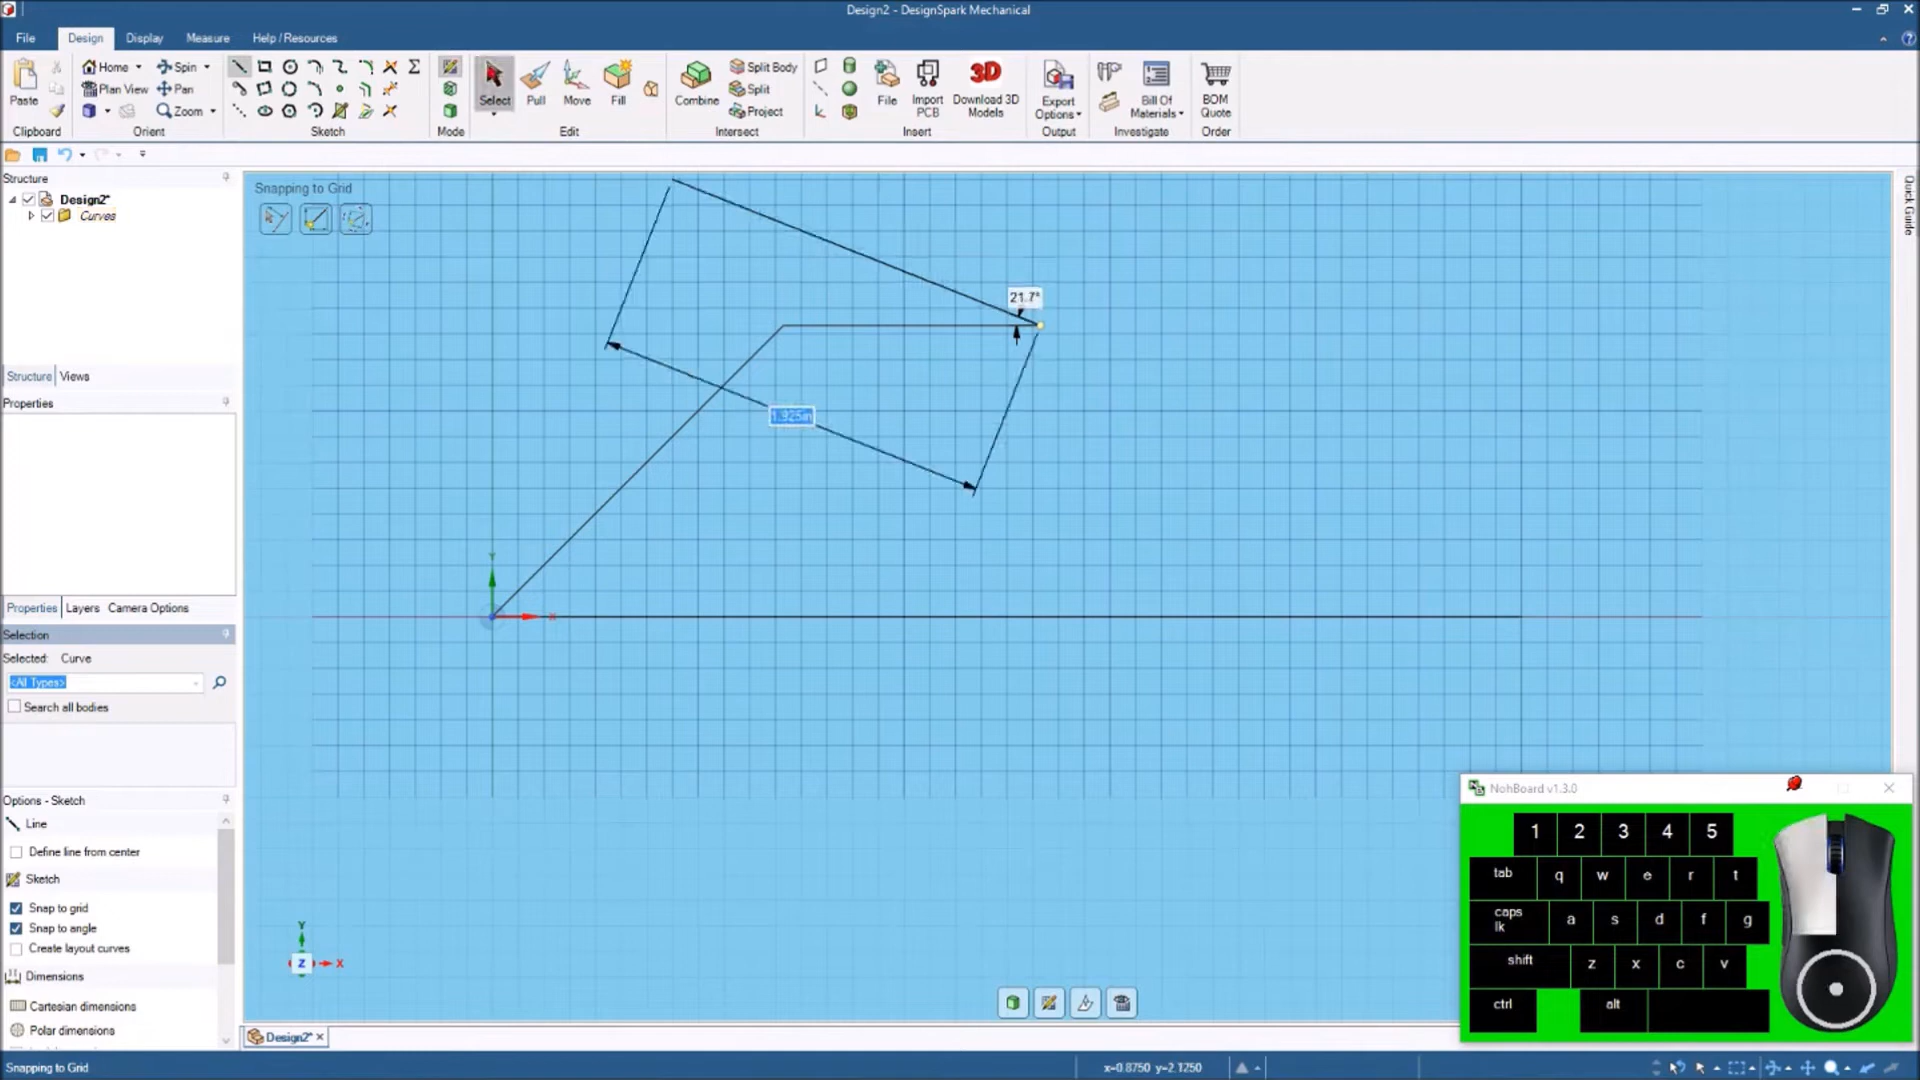 Design2 - DesignSpark Mechanical
File Design Display Measure Help / Resources
Paste
Home Spin
Plan View Pan
Zoom
Select Pull Move Fill
Combine
Split Body
Split
Project
File Import PCB Download 3D Models
3D
Export Options
Bill Of Materials
BOM Quote
Clipboard Orient Sketch Mode Edit Intersect Insert Output Investigate Order
Structure
Design2*
Curves
Structure Views
Properties
Properties Layers Camera Options
Selection
Selected: Curve
<All Types>
Search all bodies
Options - Sketch
Line
Define line from center
Sketch
Snap to grid
Snap to angle
Create layout curves
Dimensions
Cartesian dimensions
Polar dimensions
Snapping to Grid
21.7°
1.925in
Y
X
Y
Z X
Quick Guide
NohBoard v1.3.0
1 2 3 4 5
tab q w e r t
caps lk a s d f g
shift z x c v
ctrl alt
Design2*
Snapping to Grid
x=0.8750 y=2.1250